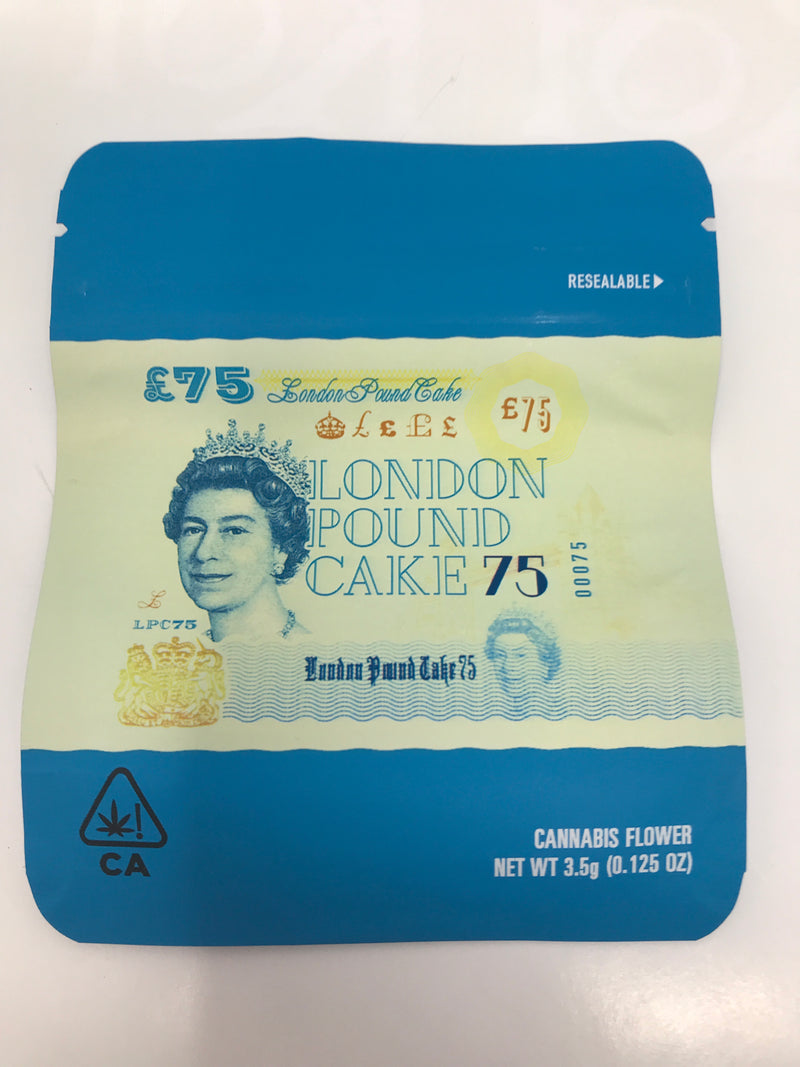 RESEALABLE
£75
London Pound Cake
£75
£ £ £ £
LONDON
POUND
CAKE 75
00075
£
LPC75
London Pound Cake 75
CA
CANNABIS FLOWER
NET WT 3.5g (0.125 OZ)